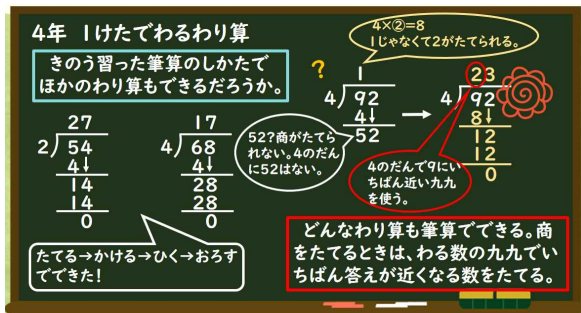 4年 1けたでわるわり算
きのう習った筆算のしかたで
ほかのわり算もできるだろうか。
27
2)54
4↓
14
14
0
17
4)68
4↓
28
28
0
たてる→かける→ひく→おろす
でできた!
?
1
4)92
4↓
52
52?商がたてら
れない。4のだん
に52はない。
→
4×②=8
1じゃなくて2がたてられる。
23
4)92
8↓
12
12
0
4のだんで9にい
ちばん近い九九
を使う。
どんなわり算も筆算でできる。商
をたてるときは、わる数の九九でい
ちばん答えが近くなる数をたてる。